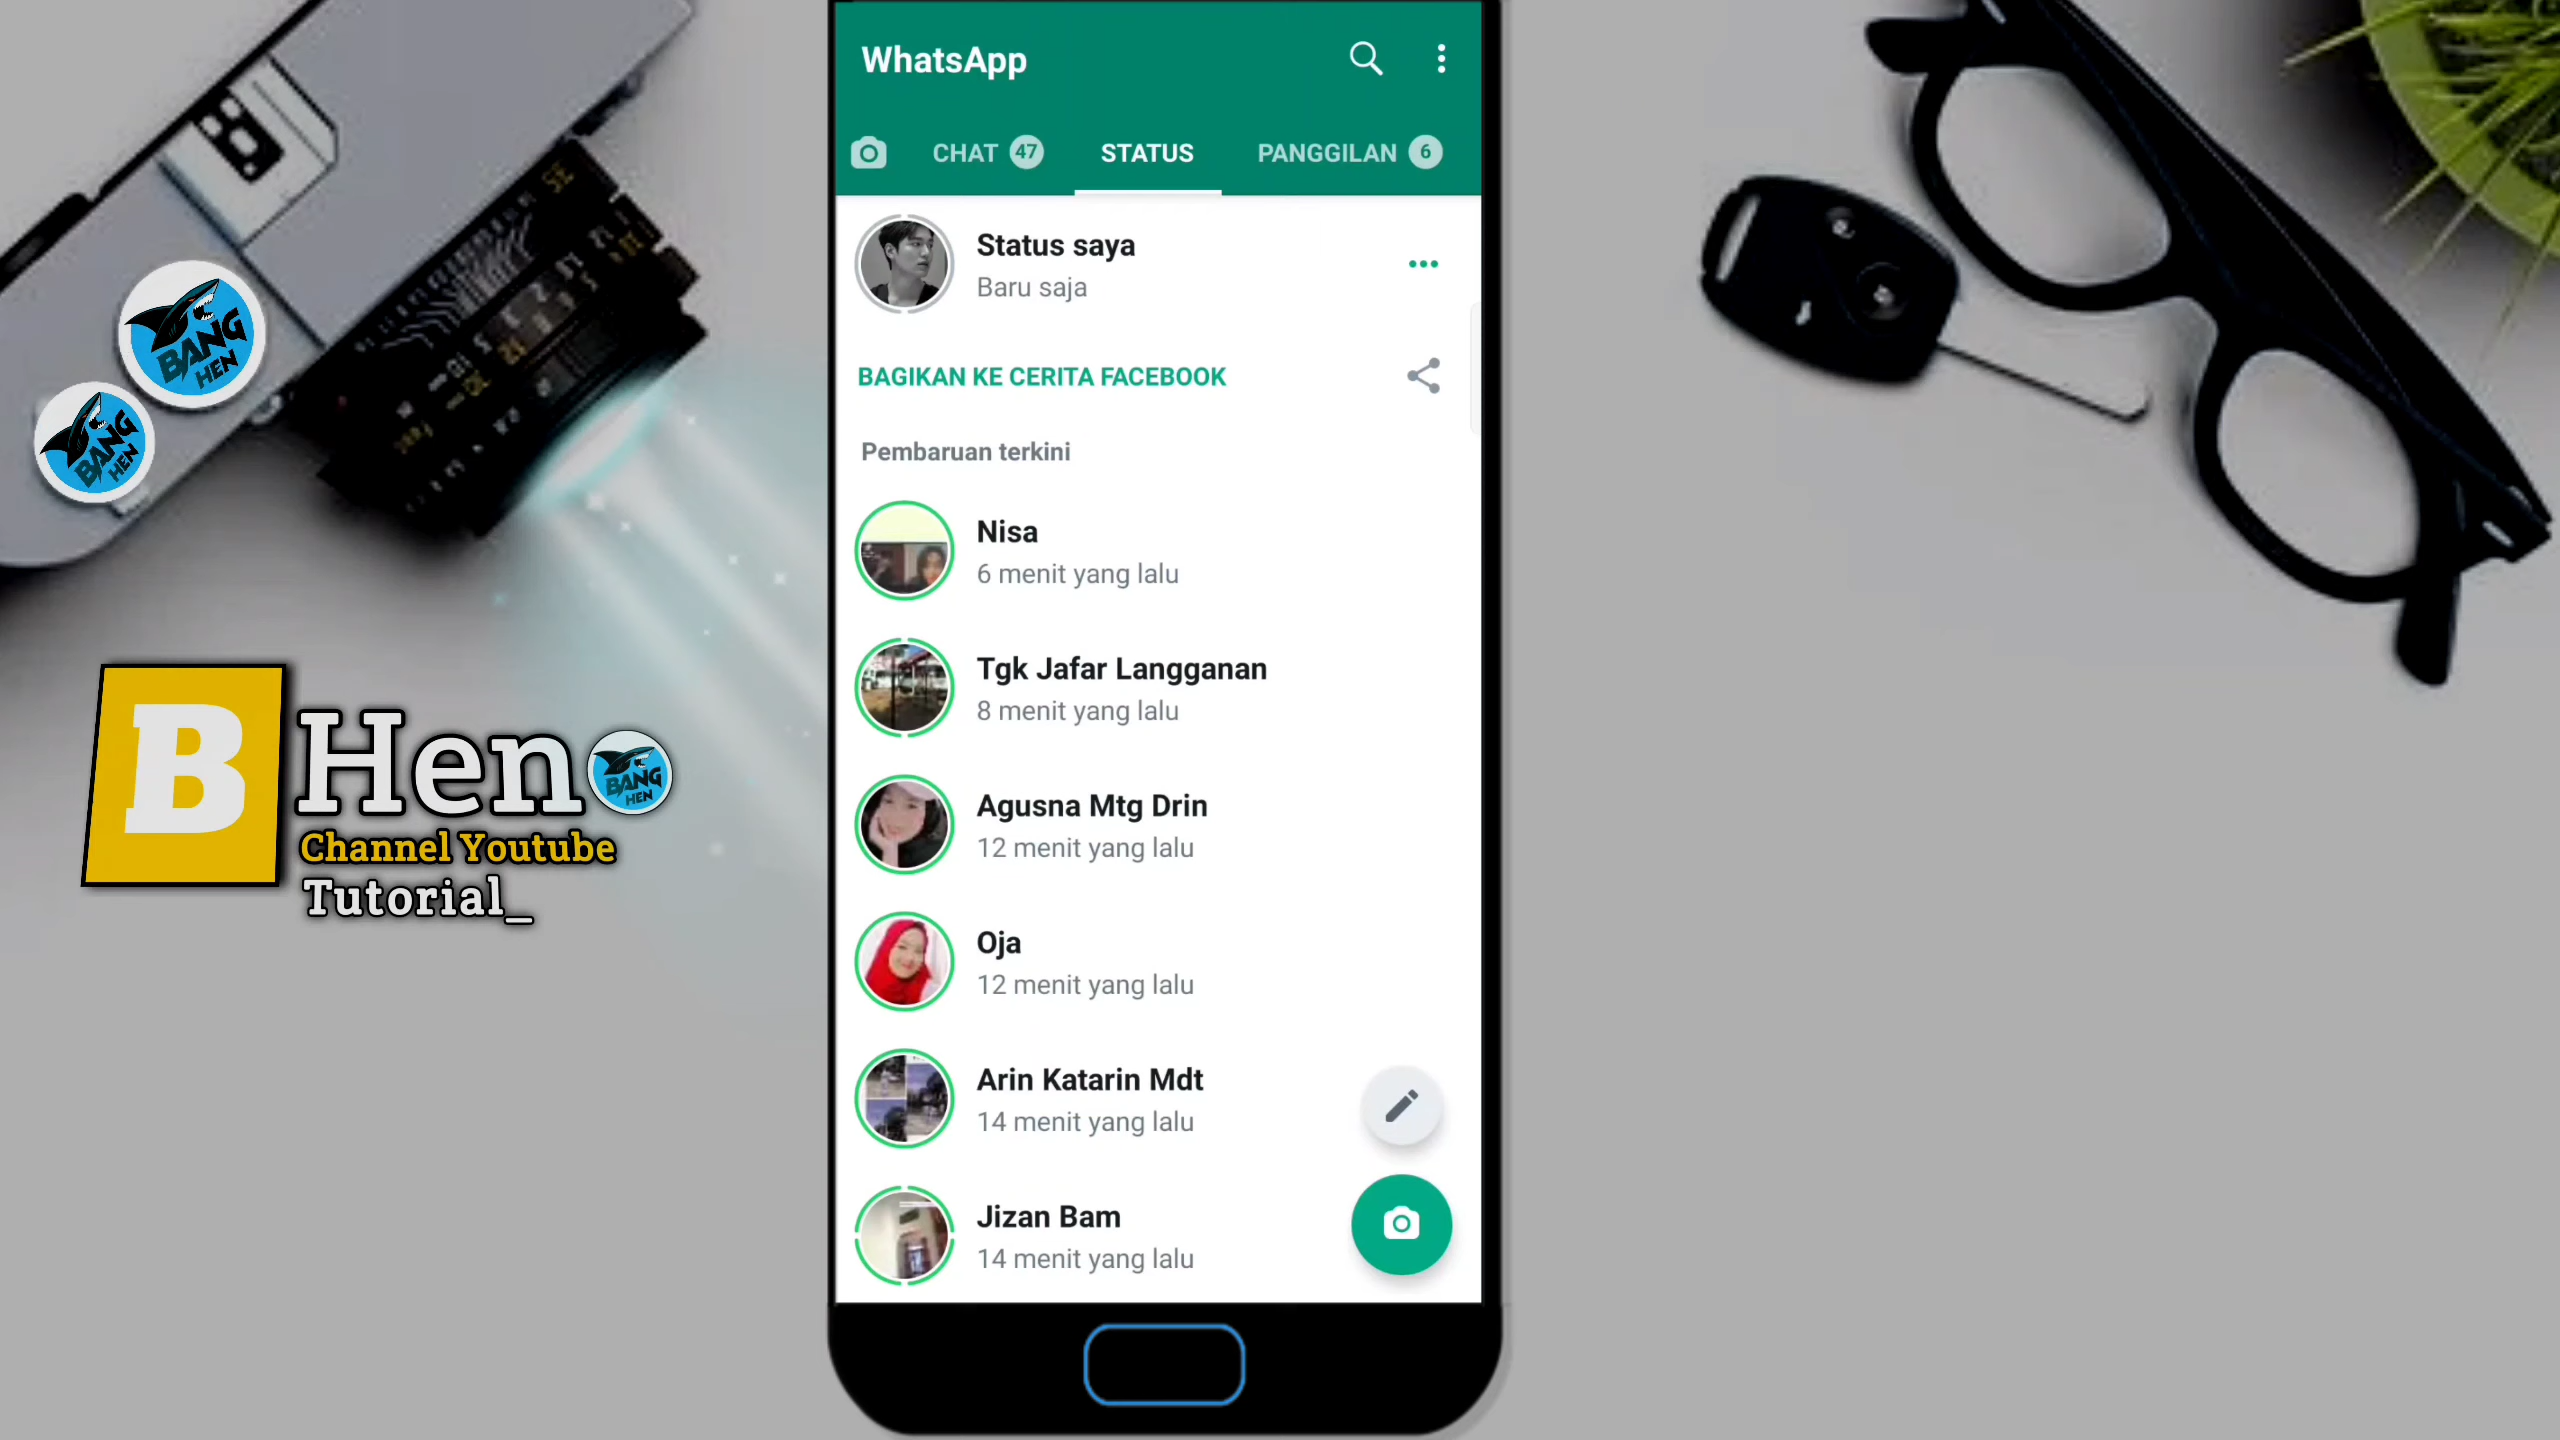 WhatsApp
CHAT 47 STATUS PANGGILAN 6
Status saya
Baru saja
BAGIKAN KE CERITA FACEBOOK
Pembaruan terkini
Nisa
6 menit yang lalu
Tgk Jafar Langganan
8 menit yang lalu
Agusna Mtg Drin
12 menit yang lalu
Oja
12 menit yang lalu
Arin Katarin Mdt
14 menit yang lalu
Jizan Bam
14 menit yang lalu
BANG
HEN
BANG
HEN
B Hen
BANG
HEN
Channel Youtube
Tutorial_